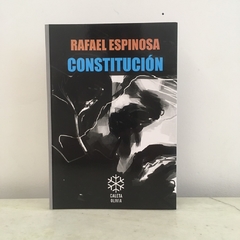 RAFAEL ESPINOSA
CONSTITUCIÓN
CALETA
OLIVIA